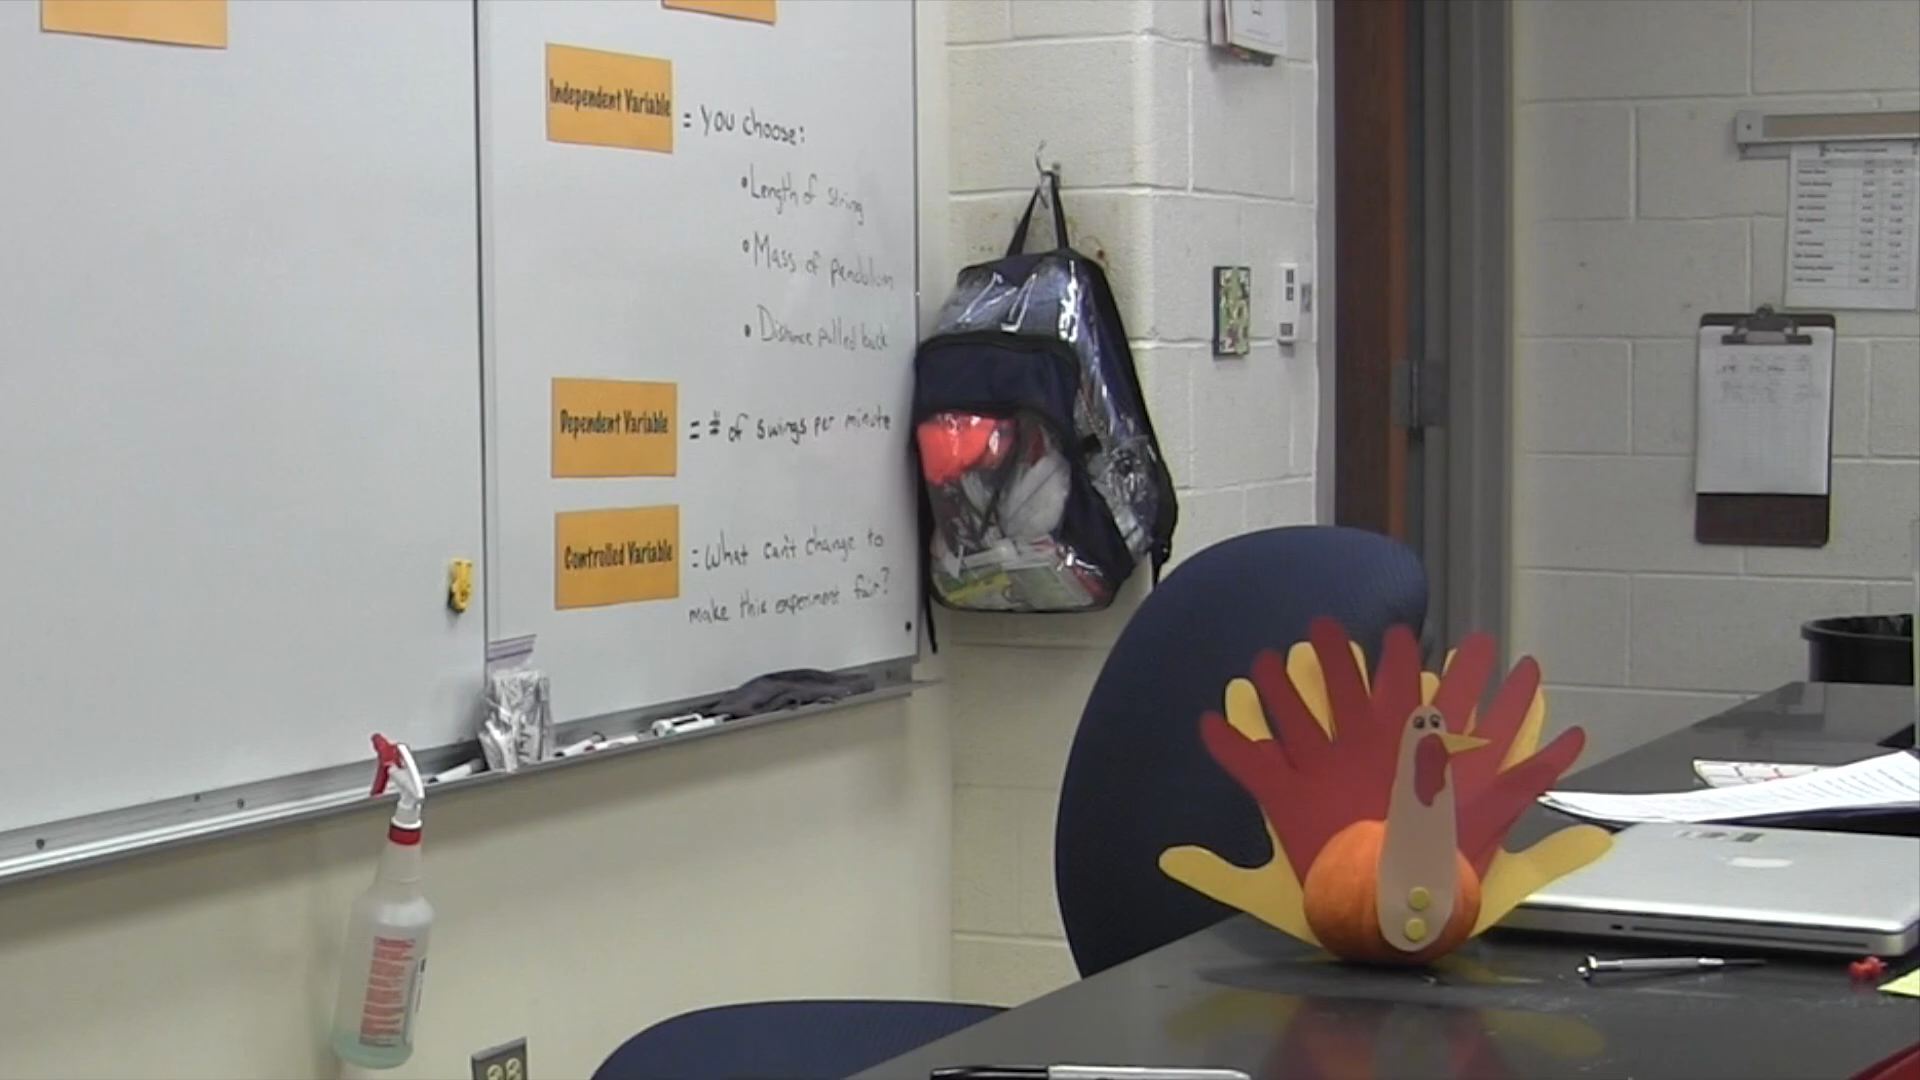 Independent Variable = You choose:
• Length of string
• Mass of pendulum
• Distance pulled back
Dependent Variable = # of swings per minute
Controlled Variable = What can't change to
make this experiment fair?